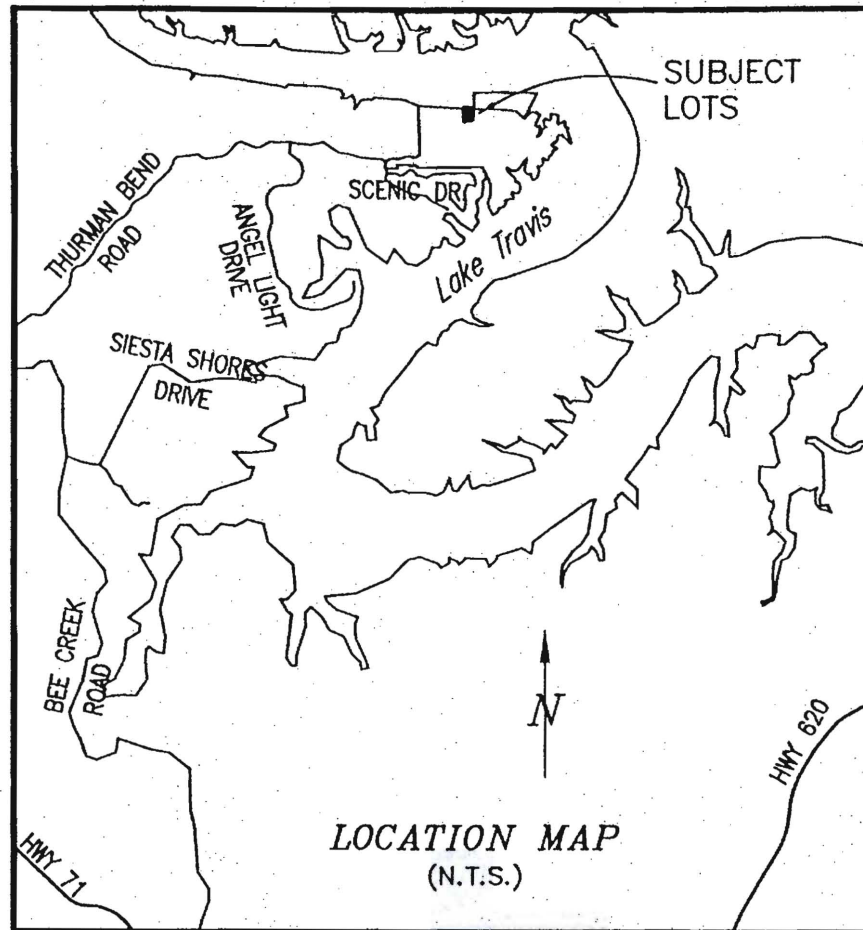 SUBJECT
LOTS
SCENIC DR
THURMAN BEND
ROAD
ANGEL LIGHT
DRIVE
Lake Travis
SIESTA SHORES
DRIVE
BEE CREEK
ROAD
N
HWY 620
HWY 71
LOCATION MAP
(N.T.S.)